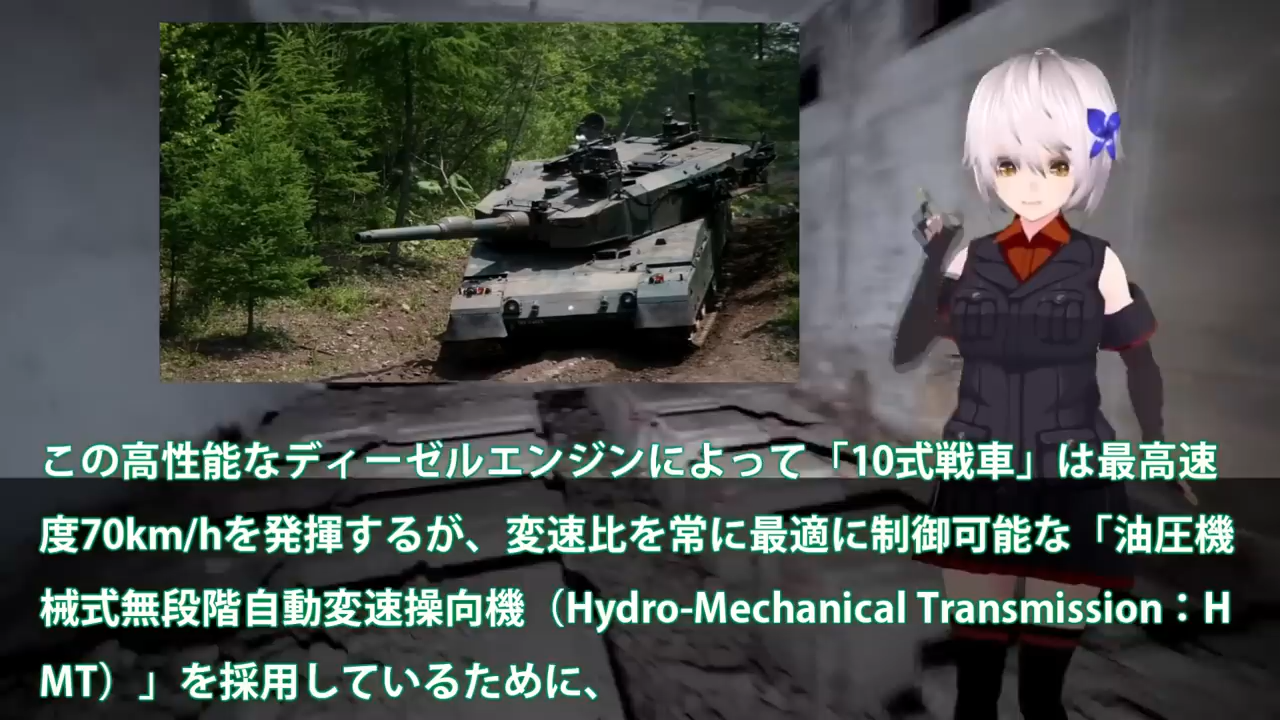 この高性能なディーゼルエンジンによって「10式戦車」は最高速
度70km/hを発揮するが、変速比を常に最適に制御可能な「油圧機
械式無段階自動変速操向機（Hydro-Mechanical Transmission：H
MT）」を採用しているために、